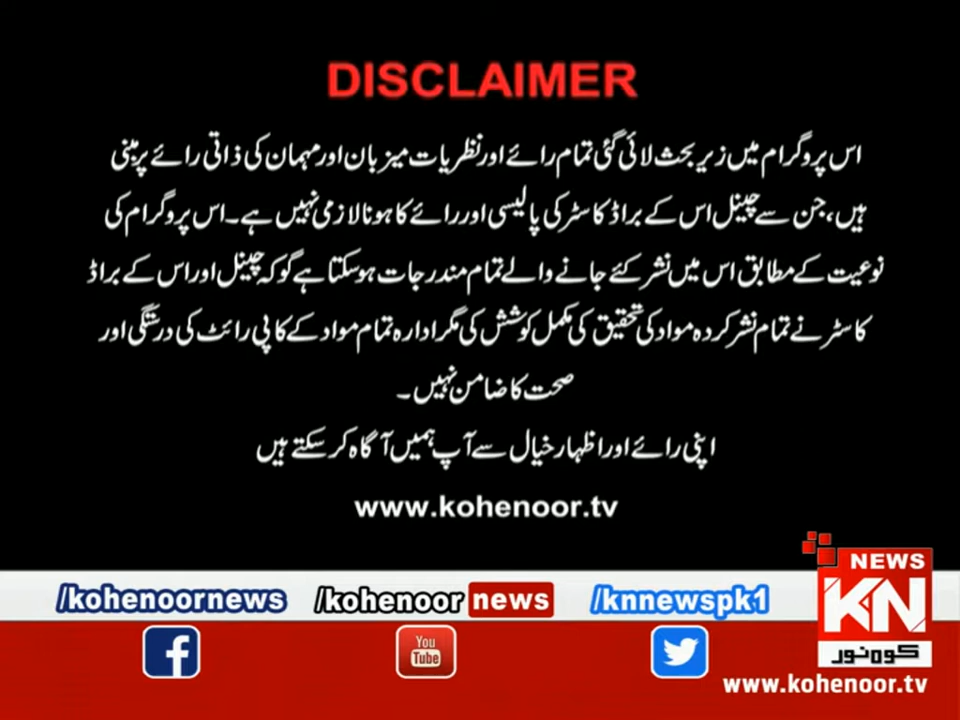 DISCLAIMER
اس پروگرام میں زیر بحث لائی گئی تمام رائے اور نظریات میزبان اور مہمان کی ذاتی رائے پر مبنی
ہیں، جن سے چینل اس کے براڈ کاسٹر کی پالیسی اور رائے کا ہونا لازمی نہیں ہے۔ اس پروگرام کی
نوعیت کے مطابق اس میں نشر کئے جانے والے تمام مندرجات ہو سکتا ہے گو کہ چینل اور اس کے براڈ
کاسٹر نے تمام نشر کردہ مواد کی تحقیق کی مکمل کوشش کی مگر ادارہ تمام مواد کے کاپی رائٹ کی درستگی اور
صحت کا ضامن نہیں۔
اپنی رائے اور اظہار خیال سے آپ ہمیں آگاہ کر سکتے ہیں
www.kohenoor.tv
/kohenoornews
/kohenoor news
/knnewspk1
You Tube
NEWS
KN
کوہ نور
www.kohenoor.tv